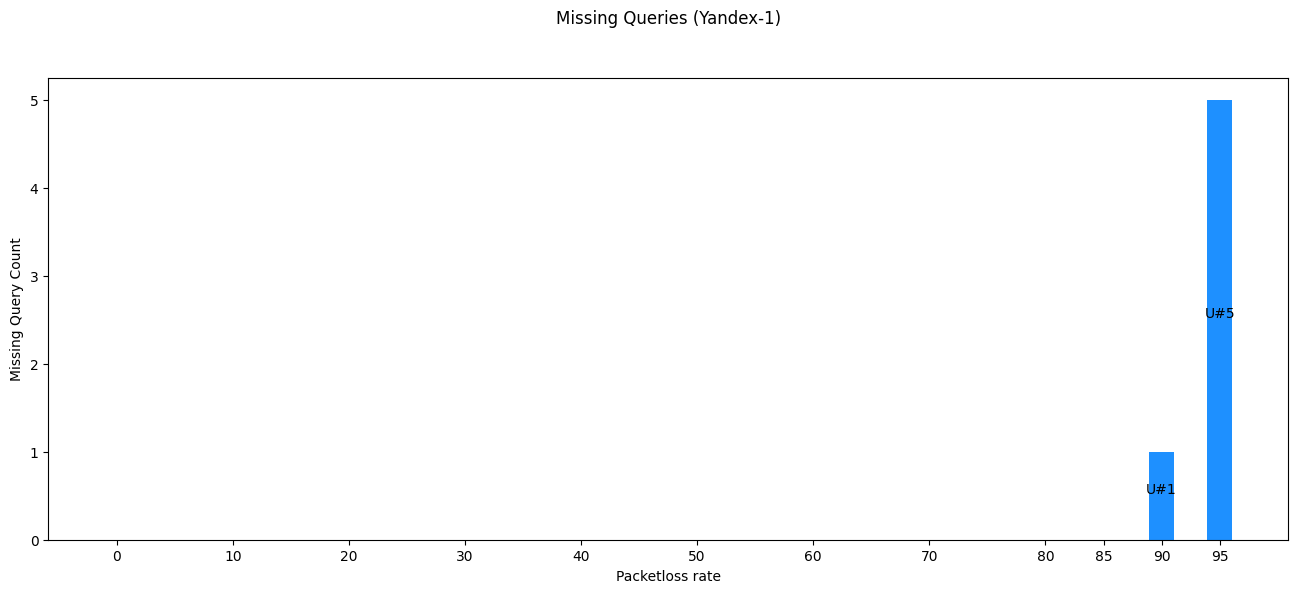 Missing Queries (Yandex-1)
5
4
3
2
1
0
Missing Query Count
U#5
U#1
0 10 20 30 40 50 60 70 80 85 90 95
Packetloss rate